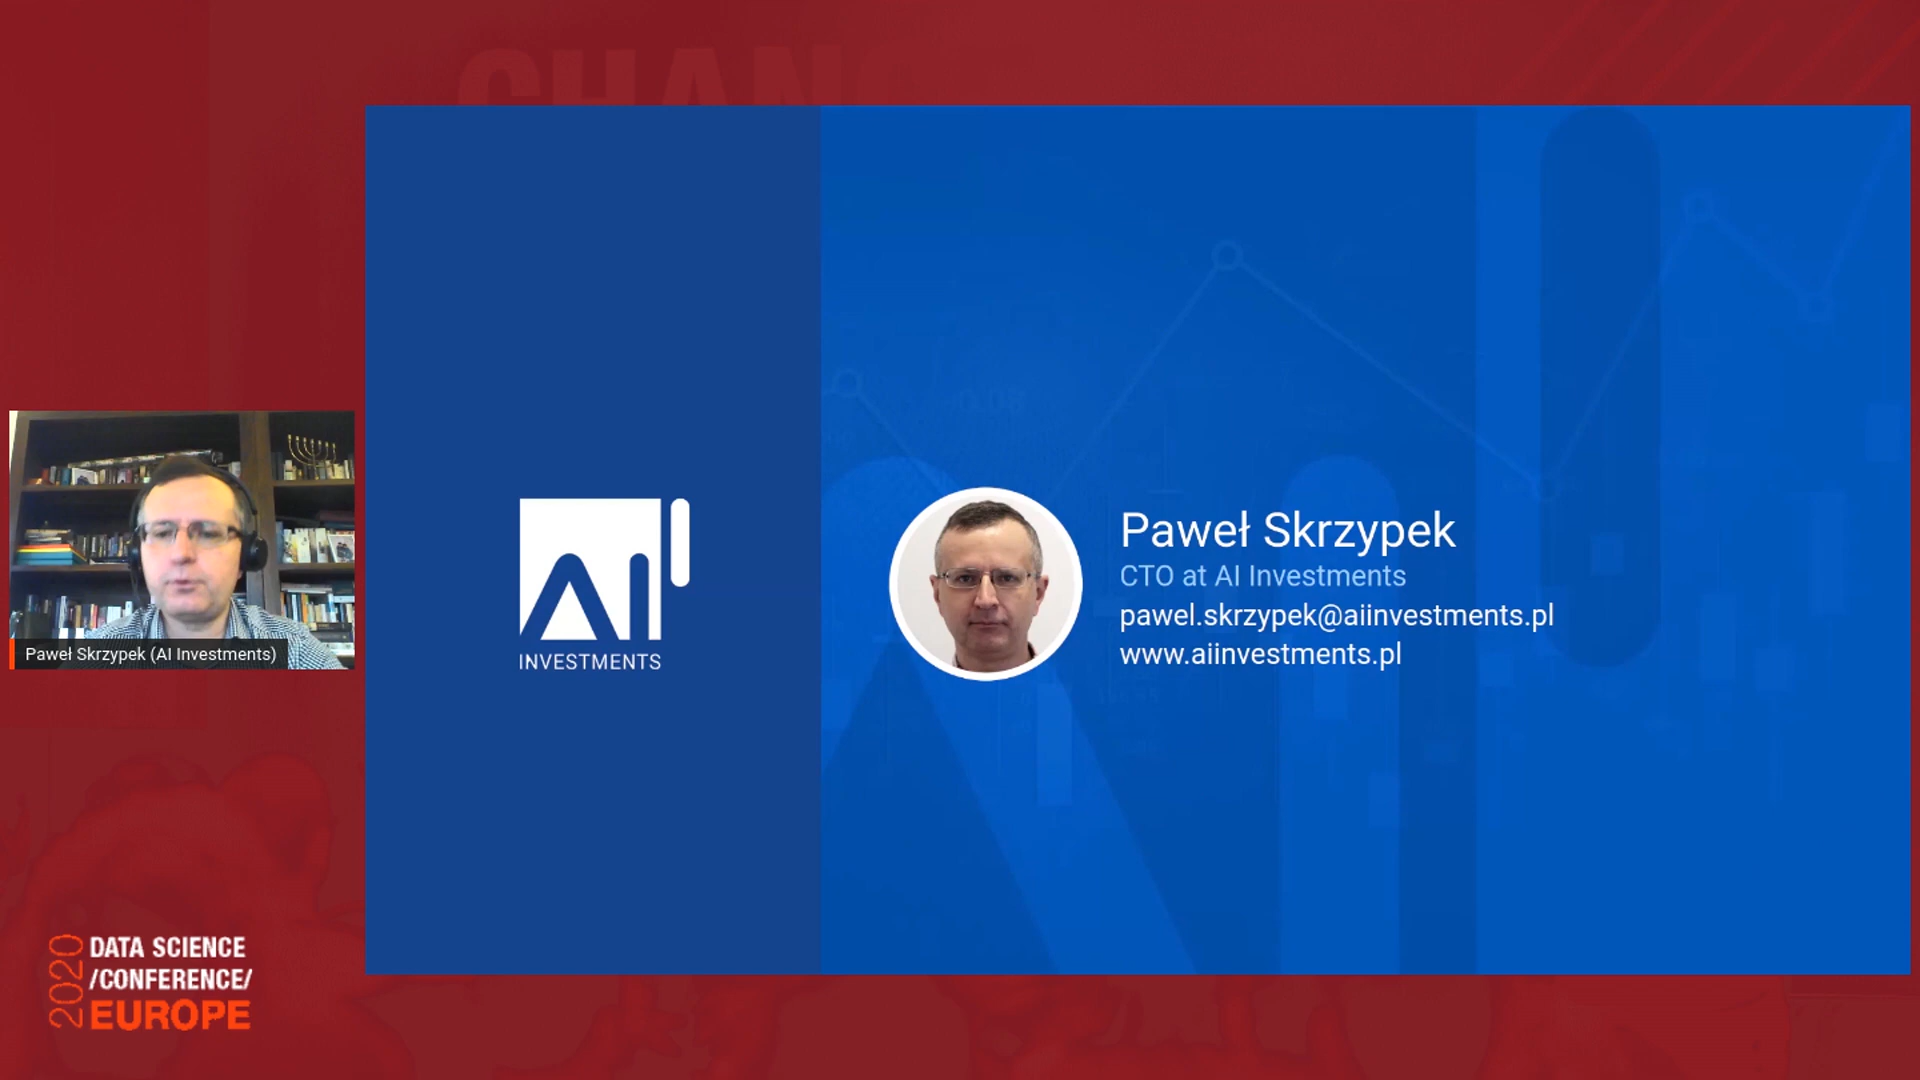 CHANG
Paweł Skrzypek (AI Investments)
AI
INVESTMENTS
Paweł Skrzypek
CTO at AI Investments
pawel.skrzypek@aiinvestments.pl
www.aiinvestments.pl
2020
DATA SCIENCE
/CONFERENCE/
EUROPE